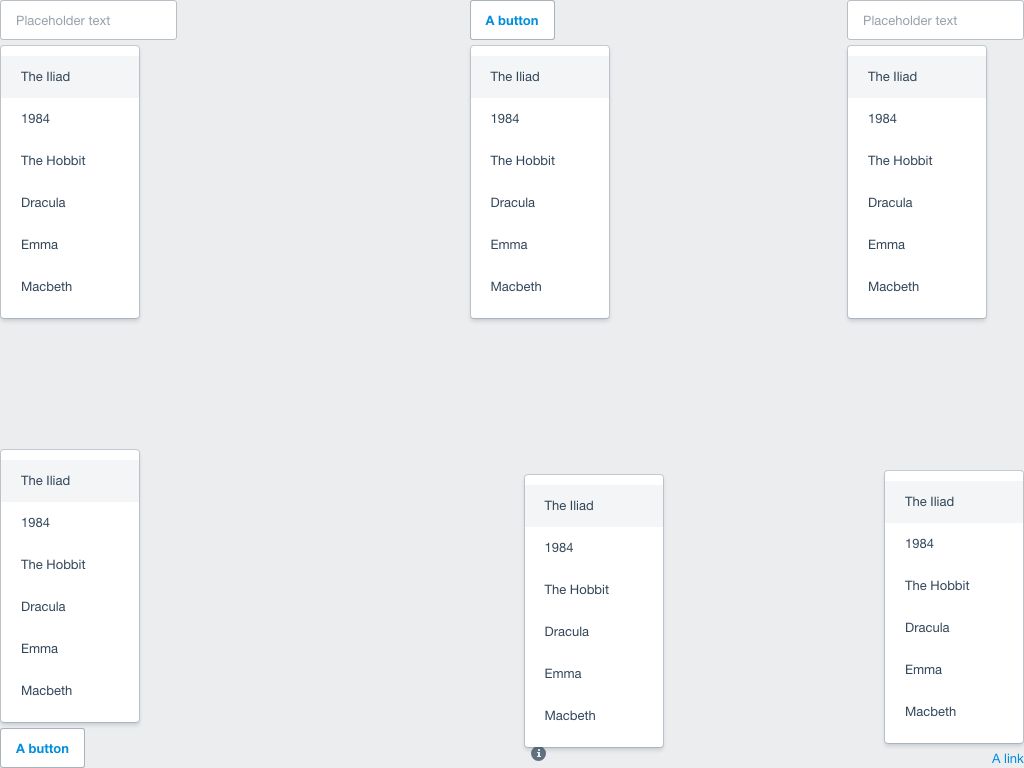 Placeholder text
The Iliad
1984
The Hobbit
Dracula
Emma
Macbeth
A button
The Iliad
1984
The Hobbit
Dracula
Emma
Macbeth
Placeholder text
The Iliad
1984
The Hobbit
Dracula
Emma
Macbeth
The Iliad
1984
The Hobbit
Dracula
Emma
Macbeth
A button
The Iliad
1984
The Hobbit
Dracula
Emma
Macbeth
The Iliad
1984
The Hobbit
Dracula
Emma
Macbeth
A link